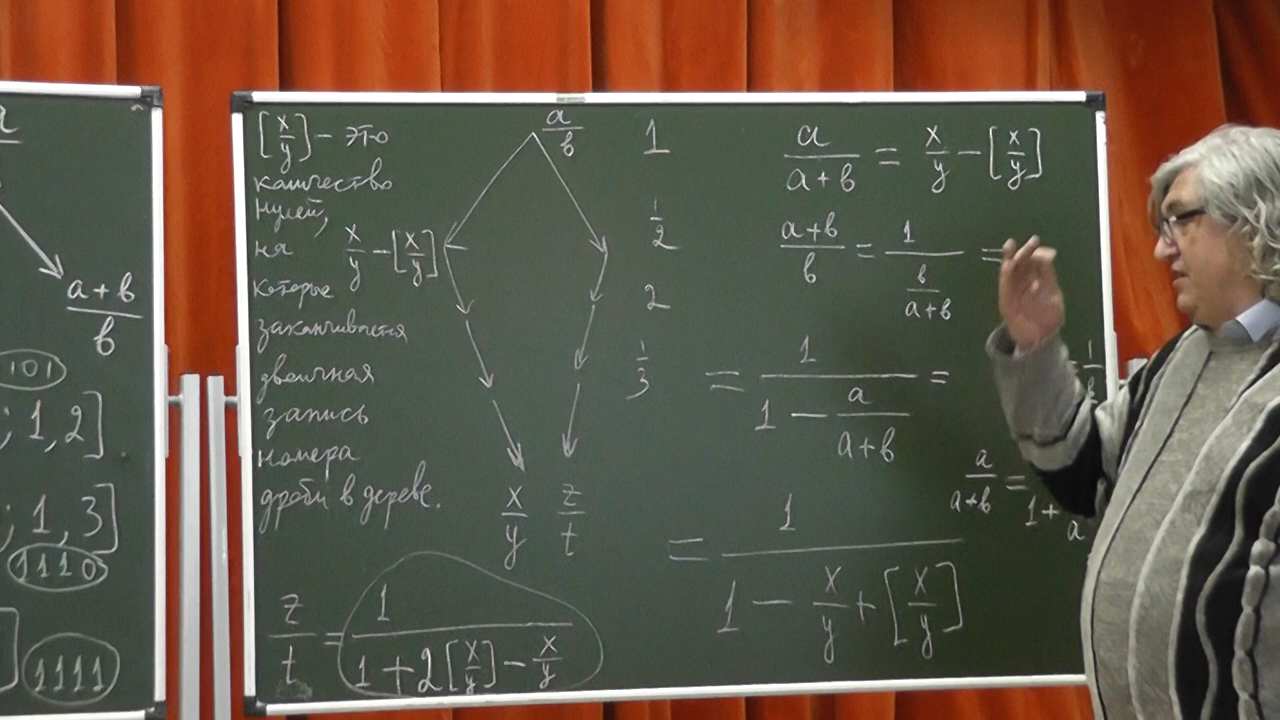 a+b/b
101
; 1,2]
; 1,3]
1110
1111
[x/y] – это
количество
нулей,
на
которые
заканчивается
двоичная
запись
номера
дроби в дереве.
a/b
x/y – [x/y]
x/y z/t
z/t = 1/(1 + 2[x/y] – x/y)
1
1/2
2
1/3
a/(a+b) = x/y – [x/y]
(a+b)/b = 1/(b/(a+b)) =
= 1/(1 – a/(a+b)) =
a/(a+b) =
= 1/(1 – x/y + [x/y])